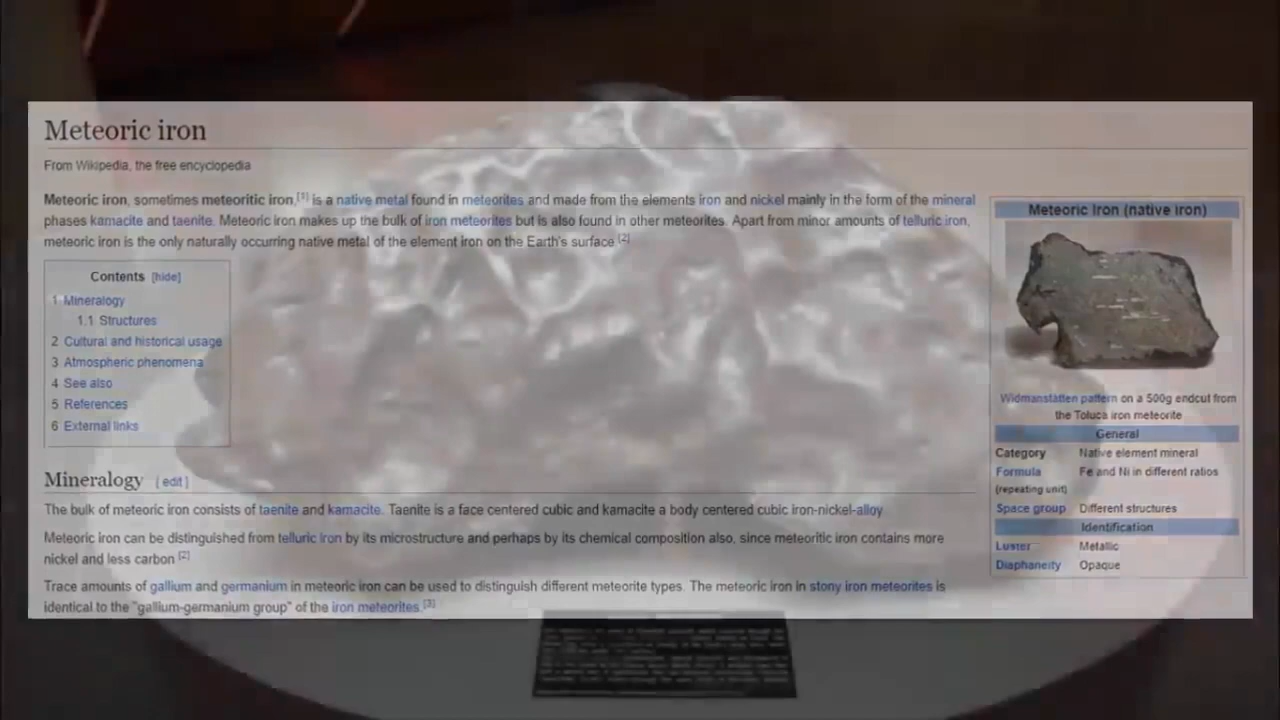 Meteoric iron
From Wikipedia, the free encyclopedia
Meteoric iron, sometimes meteoritic iron,[1] is a native metal found in meteorites and made from the elements iron and nickel mainly in the form of the mineral
phases kamacite and taenite. Meteoric iron makes up the bulk of iron meteorites but is also found in other meteorites. Apart from minor amounts of telluric iron,
meteoric iron is the only naturally occurring native metal of the element iron on the Earth's surface.[2]
Contents [hide]
1 Mineralogy
1.1 Structures
2 Cultural and historical usage
3 Atmospheric phenomena
4 See also
5 References
6 External links
Mineralogy [edit]
The bulk of meteoric iron consists of taenite and kamacite. Taenite is a face centered cubic and kamacite a body centered cubic iron-nickel-alloy.
Meteoric iron can be distinguished from telluric iron by its microstructure and perhaps by its chemical composition also, since meteoritic iron contains more
nickel and less carbon.[2]
Trace amounts of gallium and germanium in meteoric iron can be used to distinguish different meteorite types. The meteoric iron in stony iron meteorites is
identical to the "gallium-germanium group" of the iron meteorites.[3]
Meteoric Iron (native iron)
Widmanstätten pattern on a 500g endcut from
the Toluca iron meteorite
General
Category Native element mineral
Formula Fe and Ni in different ratios
(repeating unit)
Space group Different structures
Identification
Luster Metallic
Diaphaneity Opaque